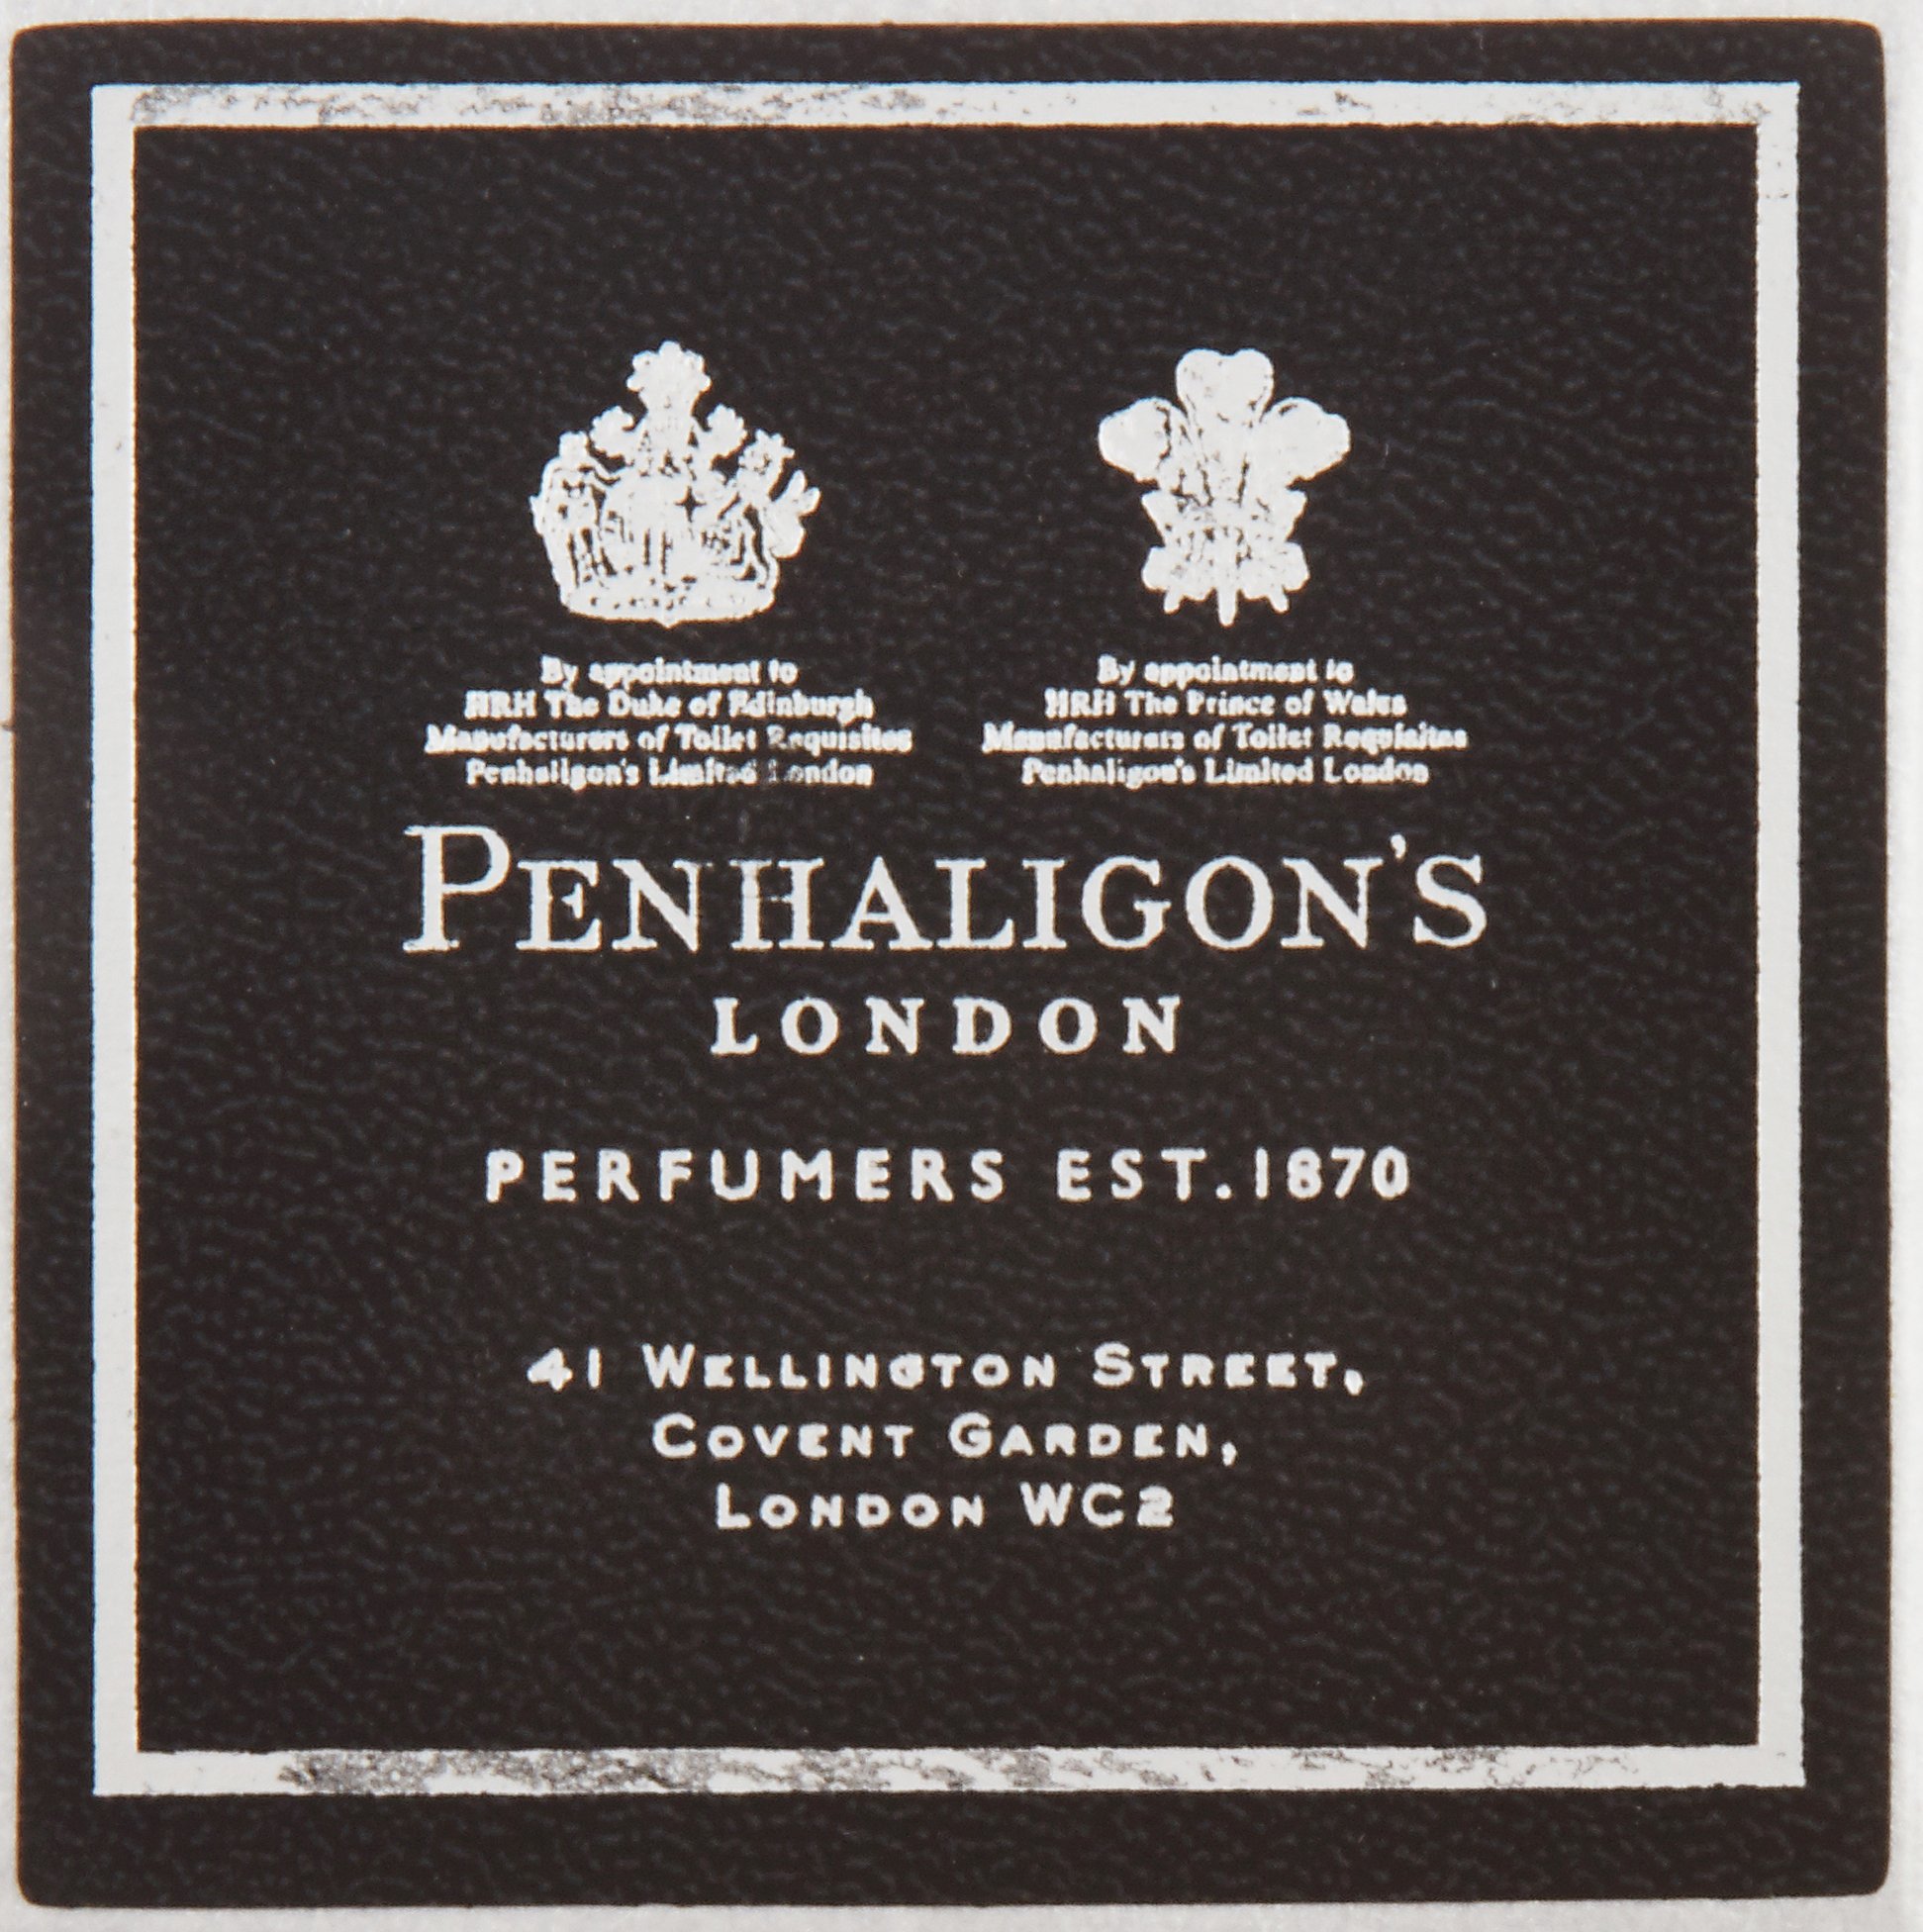 By appointment to
HRH The Duke of Edinburgh
Manufacturers of Toilet Requisites
Penhaligon's Limited London
By appointment to
HRH The Prince of Wales
Manufacturers of Toilet Requisites
Penhaligon's Limited London
PENHALIGON'S
LONDON
PERFUMERS EST.1870
41 WELLINGTON STREET,
COVENT GARDEN,
LONDON WC2